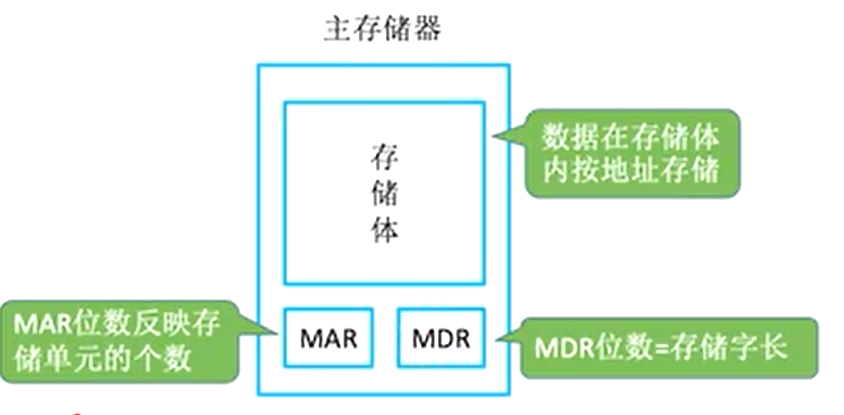 主存储器
数据在存储体
内按地址存储
存
储
体
MAR位数反映存
储单元的个数
MAR
MDR
MDR位数=存储字长